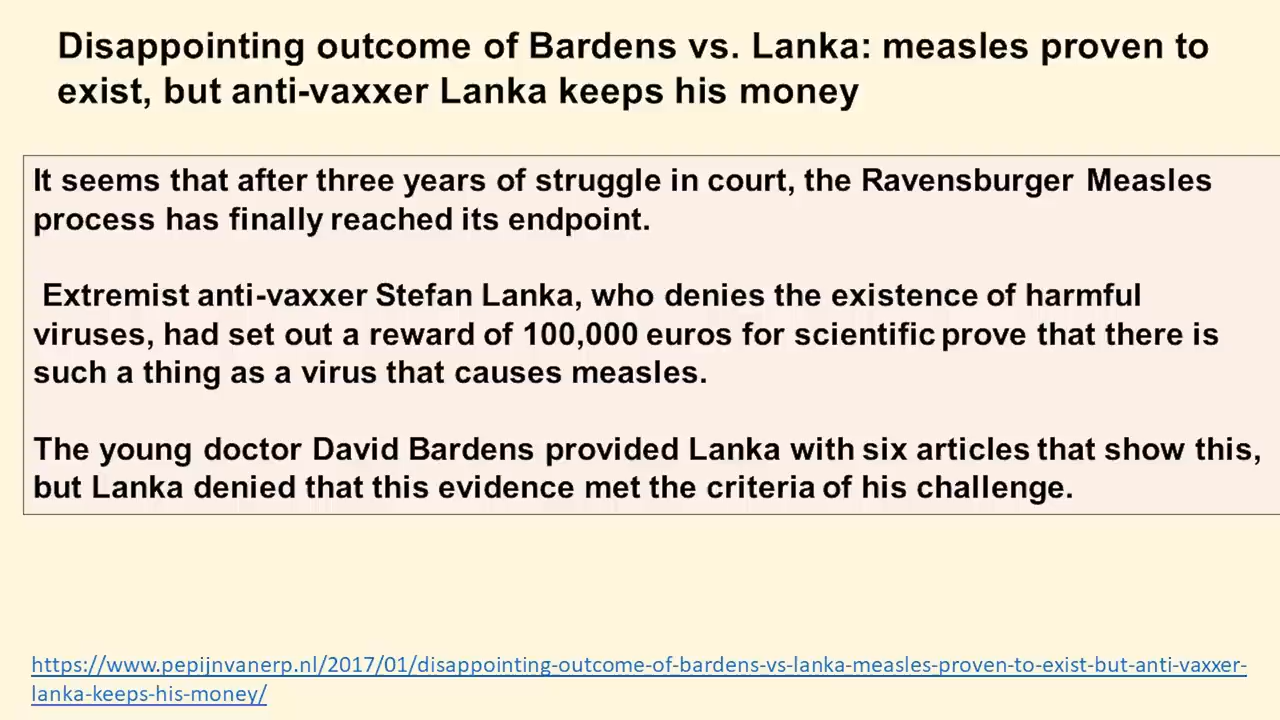 Disappointing outcome of Bardens vs. Lanka: measles proven to
exist, but anti-vaxxer Lanka keeps his money
It seems that after three years of struggle in court, the Ravensburger Measles
process has finally reached its endpoint.
Extremist anti-vaxxer Stefan Lanka, who denies the existence of harmful
viruses, had set out a reward of 100,000 euros for scientific prove that there is
such a thing as a virus that causes measles.
The young doctor David Bardens provided Lanka with six articles that show this,
but Lanka denied that this evidence met the criteria of his challenge.
https://www.pepijnvanerp.nl/2017/01/disappointing-outcome-of-bardens-vs-lanka-measles-proven-to-exist-but-anti-vaxxer-
lanka-keeps-his-money/